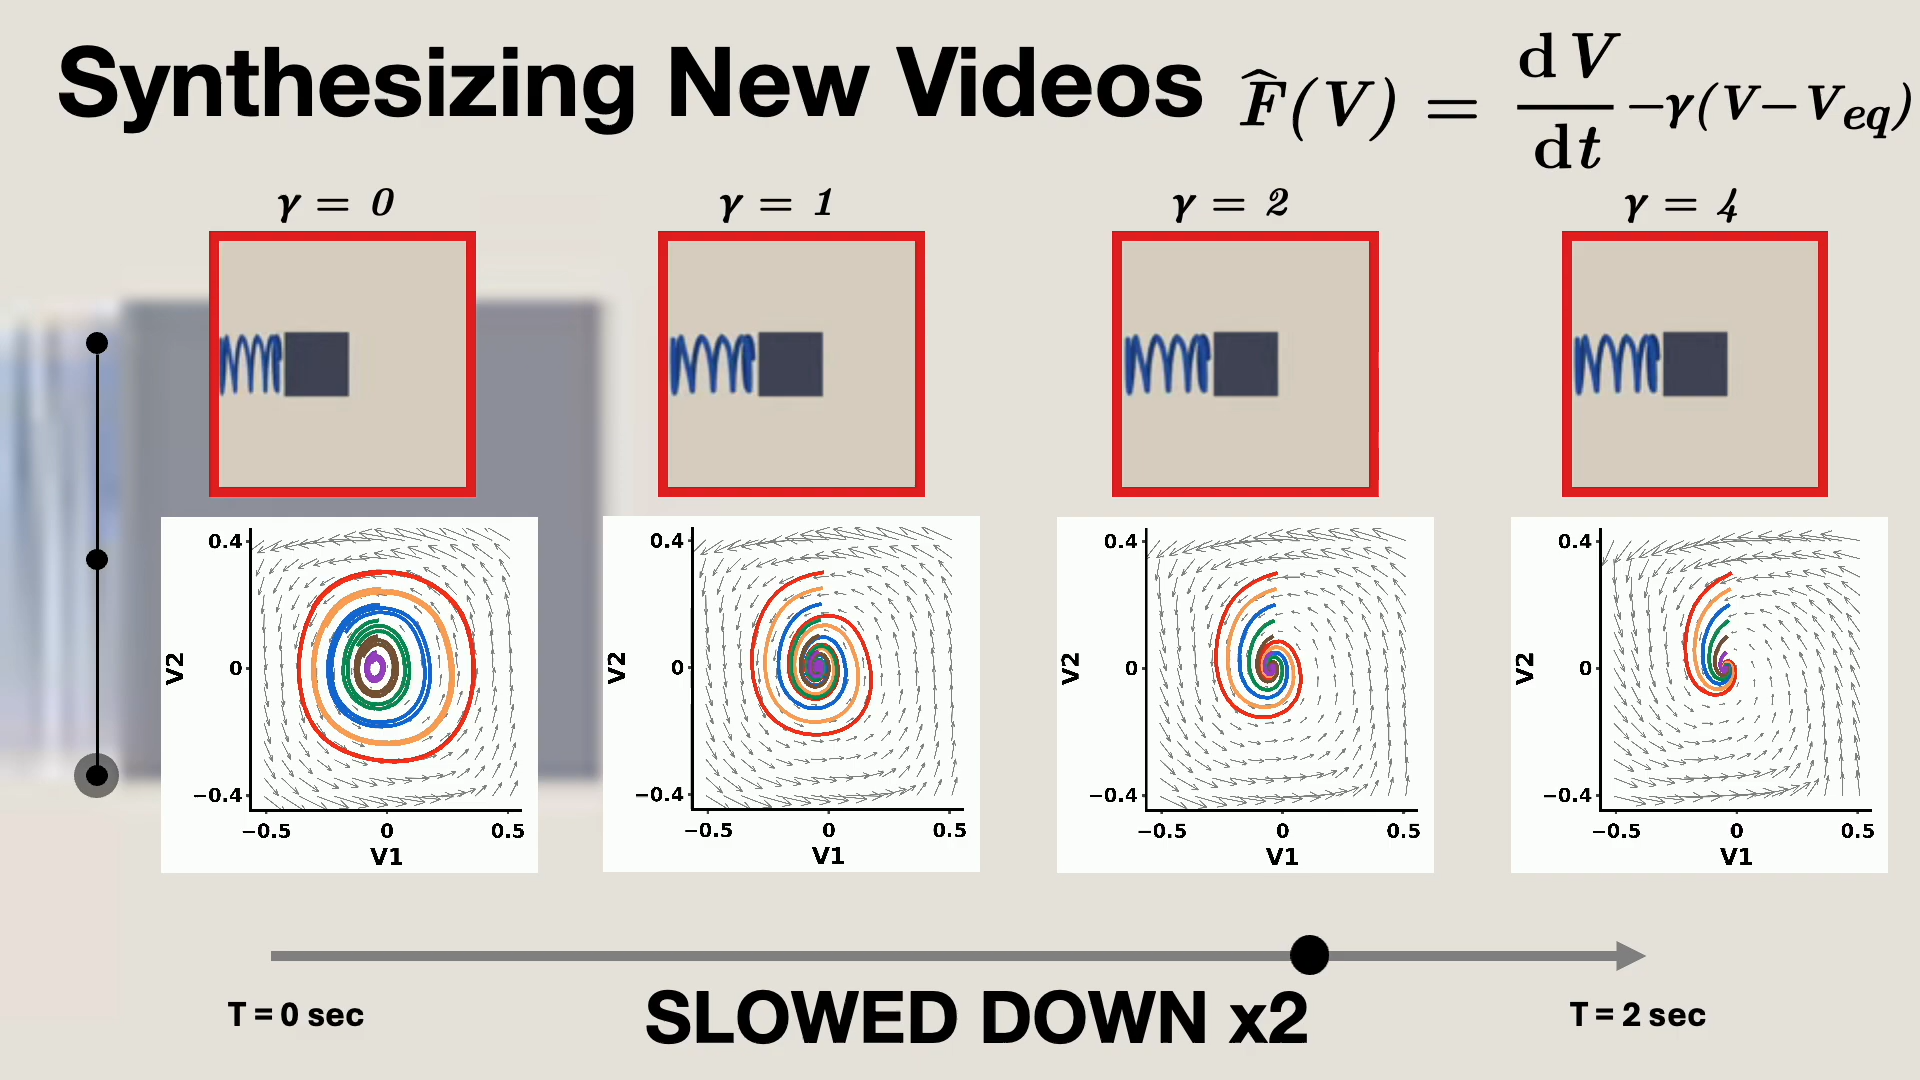 Synthesizing New Videos
F̂(V) = dV/dt −γ(V−V_eq)
γ = 0
γ = 1
γ = 2
γ = 4
0.4
0
−0.4
V2
−0.5
0
0.5
V1
0.4
0
−0.4
V2
−0.5
0
0.5
V1
0.4
0
−0.4
V2
−0.5
0
0.5
V1
0.4
0
−0.4
V2
−0.5
0
0.5
V1
T = 0 sec
SLOWED DOWN x2
T = 2 sec